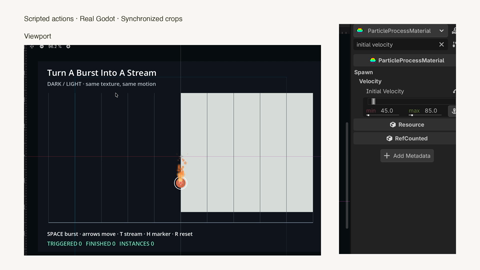 Scripted actions · Real Godot · Synchronized crops
Viewport
Turn A Burst Into A Stream
DARK / LIGHT · same texture, same motion
SPACE burst · arrows move · T stream · H marker · R reset
TRIGGERED 0 FINISHED 0 INSTANCES 0
ParticleProcessMaterial
initial velocity
ParticleProcessMaterial
Spawn
Velocity
Initial Velocity
min 45.0 max 85.0
Resource
RefCounted
Add Metadata